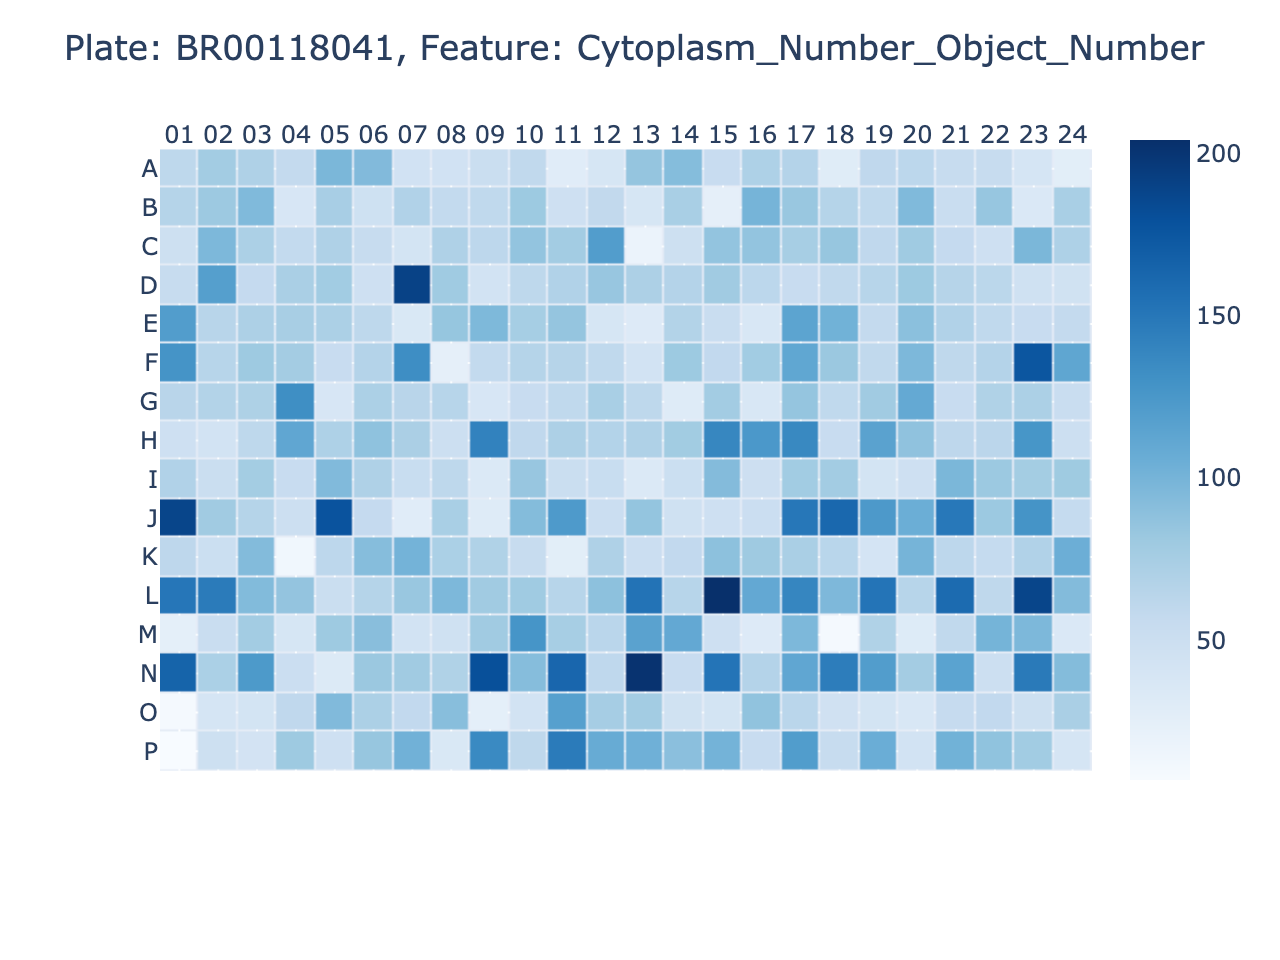 Plate: BR00118041, Feature: Cytoplasm_Number_Object_Number
01 02 03 04 05 06 07 08 09 10 11 12 13 14 15 16 17 18 19 20 21 22 23 24
A
B
C
D
E
F
G
H
I
J
K
L
M
N
O
P
200
150
100
50